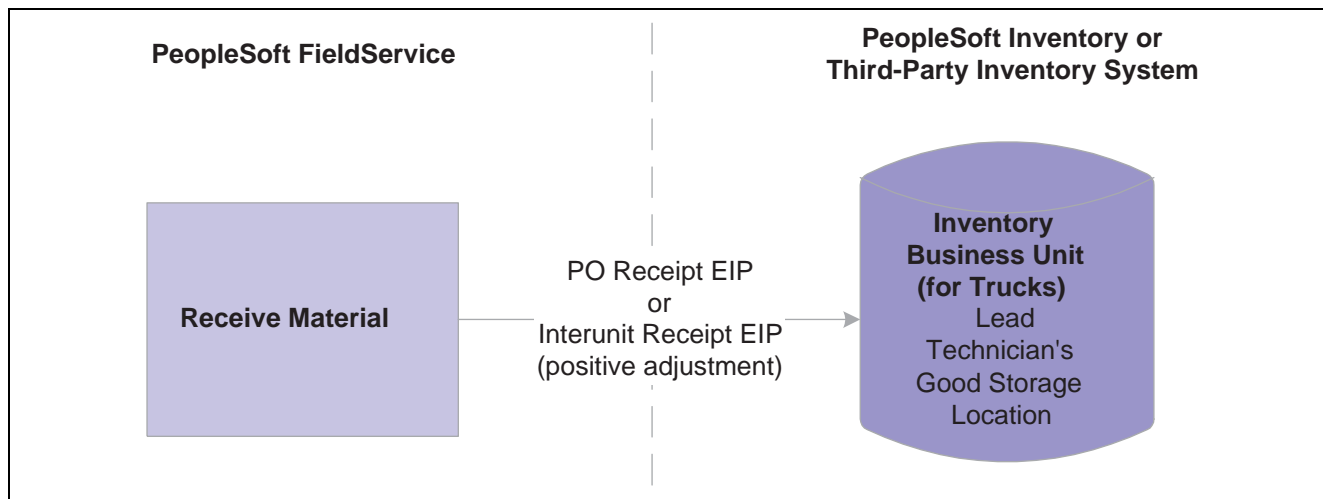 PeopleSoft FieldService
PeopleSoft Inventory or
Third-Party Inventory System
Receive Material
PO Receipt EIP
or
Interunit Receipt EIP
(positive adjustment)
Inventory
Business Unit
(for Trucks)
Lead
Technician's
Good Storage
Location